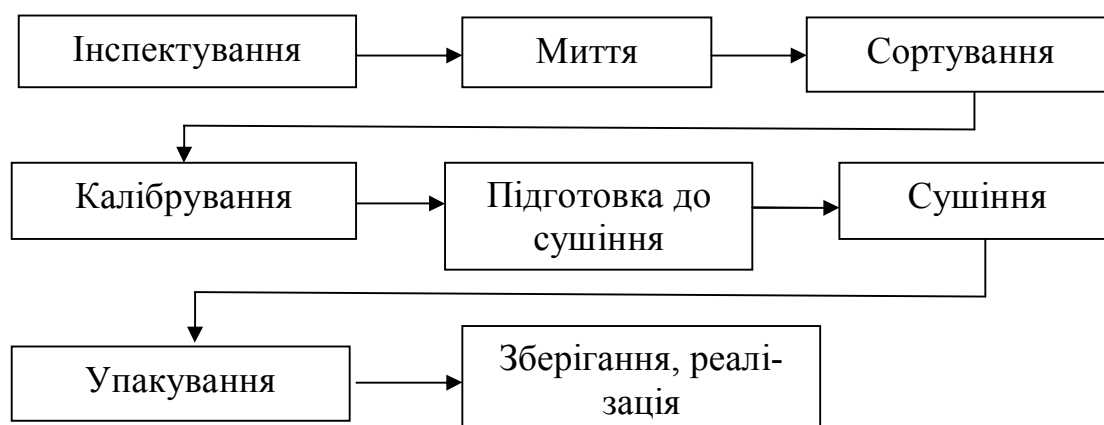 Інспектування
Миття
Сортування
Калібрування
Підготовка до
сушіння
Сушіння
Упакування
Зберігання, реалі-
зація